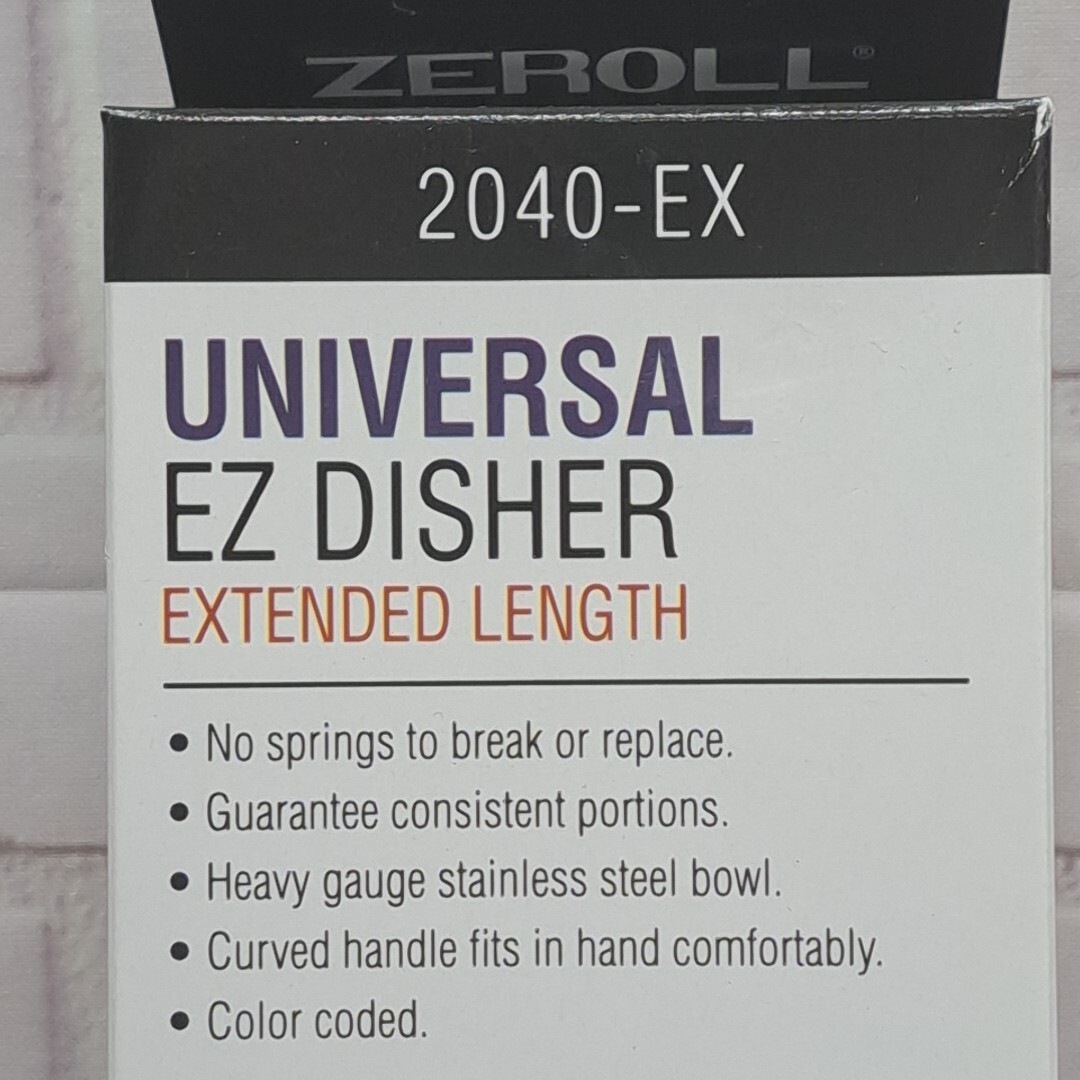 ZEROLL®
2040-EX
UNIVERSAL
EZ DISHER
EXTENDED LENGTH
• No springs to break or replace.
• Guarantee consistent portions.
• Heavy gauge stainless steel bowl.
• Curved handle fits in hand comfortably.
• Color coded.